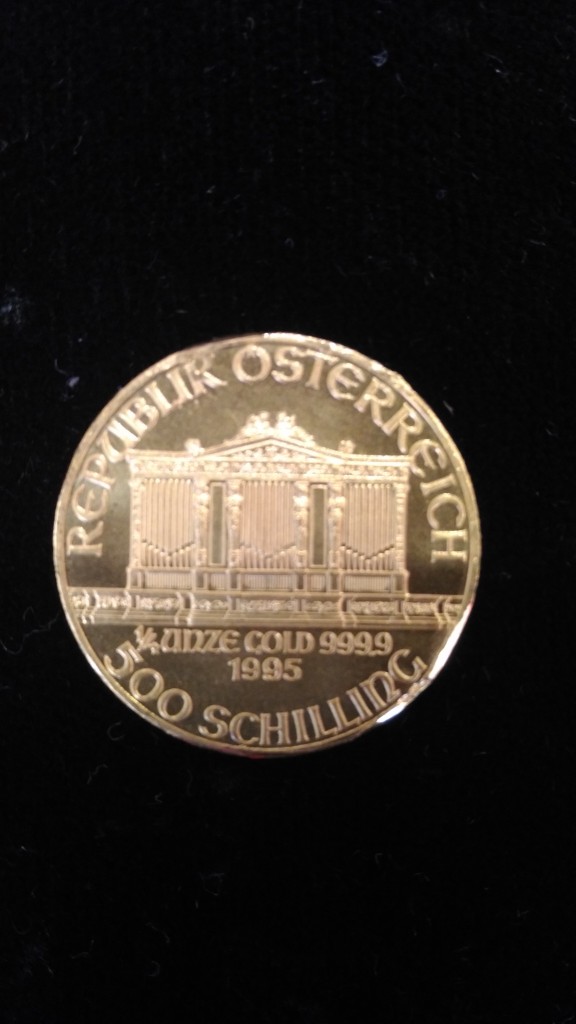 REPUBLIK ÖSTERREICH
1/4 UNZE GOLD 999.9
1995
500 SCHILLING